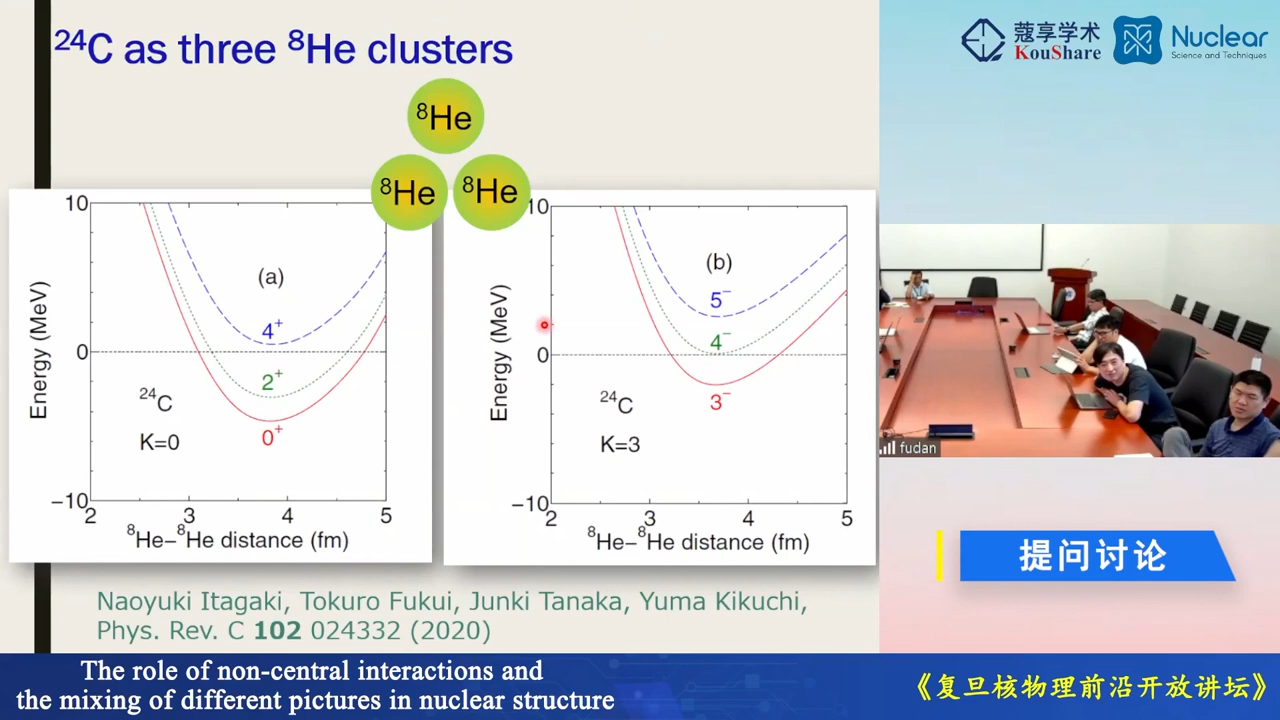 ²⁴C as three ⁸He clusters
⁸He
⁸He
⁸He
10
0
−10
2
3
4
5
Energy (MeV)
(a)
4⁺
2⁺
0⁺
²⁴C
K=0
⁸He–⁸He distance (fm)
10
0
−10
2
3
4
5
Energy (MeV)
(b)
5⁻
4⁻
3⁻
²⁴C
K=3
⁸He–⁸He distance (fm)
Naoyuki Itagaki, Tokuro Fukui, Junki Tanaka, Yuma Kikuchi,
Phys. Rev. C 102 024332 (2020)
蔻享学术
KouShare
Nuclear
Science and Techniques
fudan
提问讨论
The role of non-central interactions and
the mixing of different pictures in nuclear structure
《复旦核物理前沿开放讲坛》